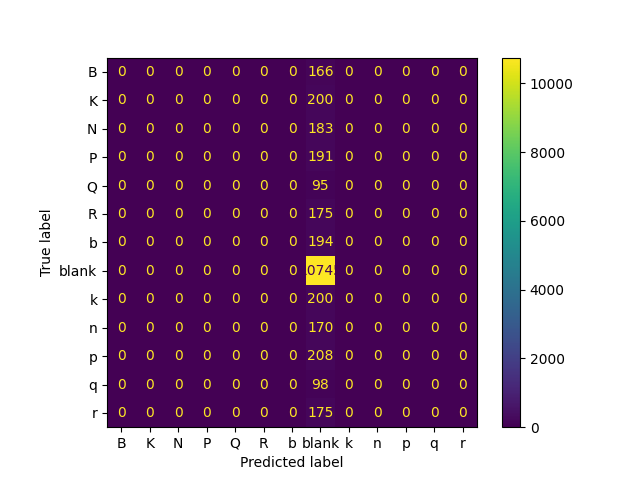 B 0 0 0 0 0 0 0 166 0 0 0 0 0
K 0 0 0 0 0 0 0 200 0 0 0 0 0
N 0 0 0 0 0 0 0 183 0 0 0 0 0
P 0 0 0 0 0 0 0 191 0 0 0 0 0
Q 0 0 0 0 0 0 0 95 0 0 0 0 0
R 0 0 0 0 0 0 0 175 0 0 0 0 0
b 0 0 0 0 0 0 0 194 0 0 0 0 0
blank 0 0 0 0 0 0 0 074 0 0 0 0 0
k 0 0 0 0 0 0 0 200 0 0 0 0 0
n 0 0 0 0 0 0 0 170 0 0 0 0 0
p 0 0 0 0 0 0 0 208 0 0 0 0 0
q 0 0 0 0 0 0 0 98 0 0 0 0 0
r 0 0 0 0 0 0 0 175 0 0 0 0 0
B K N P Q R b blank k n p q r
Predicted label
True label
10000
8000
6000
4000
2000
0